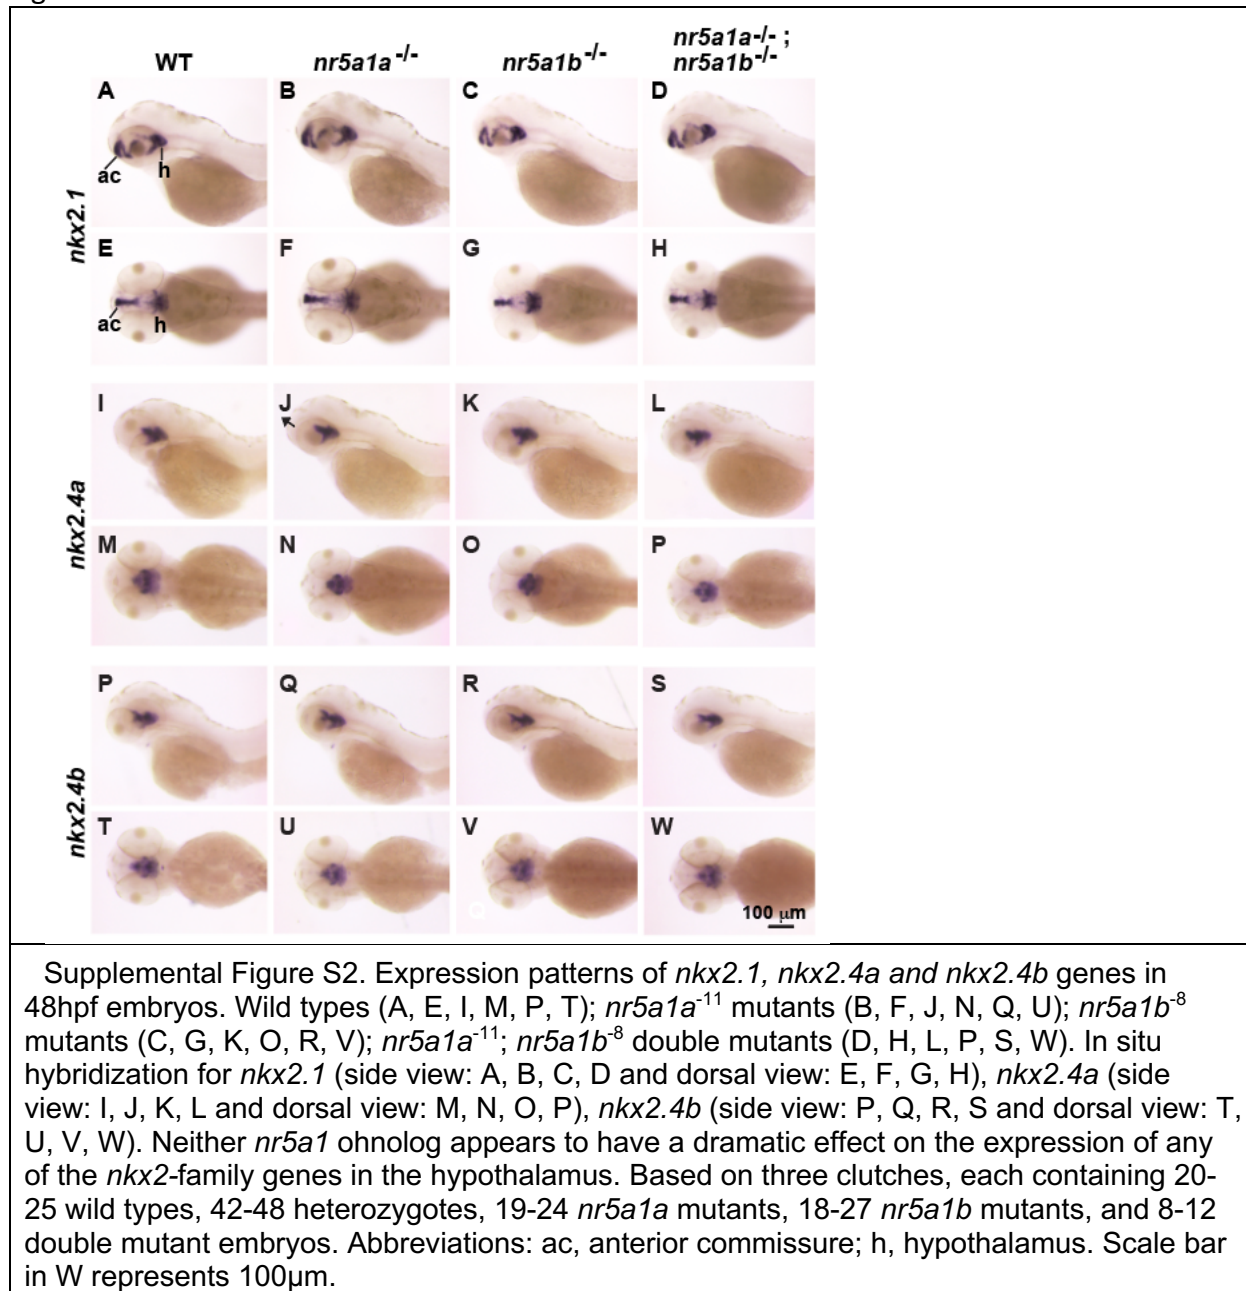 nr5a1a-/- ;
WT nr5a1a-/- nr5a1b-/- nr5a1b-/-
A B C D
ac h
nkx2.1
E F G H
ac h
I J K L
nkx2.4a
M N O P
P Q R S
nkx2.4b
T U V W
Q
100 µm
Supplemental Figure S2. Expression patterns of nkx2.1, nkx2.4a and nkx2.4b genes in
48hpf embryos. Wild types (A, E, I, M, P, T); nr5a1a-11 mutants (B, F, J, N, Q, U); nr5a1b-8
mutants (C, G, K, O, R, V); nr5a1a-11; nr5a1b-8 double mutants (D, H, L, P, S, W). In situ
hybridization for nkx2.1 (side view: A, B, C, D and dorsal view: E, F, G, H), nkx2.4a (side
view: I, J, K, L and dorsal view: M, N, O, P), nkx2.4b (side view: P, Q, R, S and dorsal view: T,
U, V, W). Neither nr5a1 ohnolog appears to have a dramatic effect on the expression of any
of the nkx2-family genes in the hypothalamus. Based on three clutches, each containing 20-
25 wild types, 42-48 heterozygotes, 19-24 nr5a1a mutants, 18-27 nr5a1b mutants, and 8-12
double mutant embryos. Abbreviations: ac, anterior commissure; h, hypothalamus. Scale bar
in W represents 100µm.